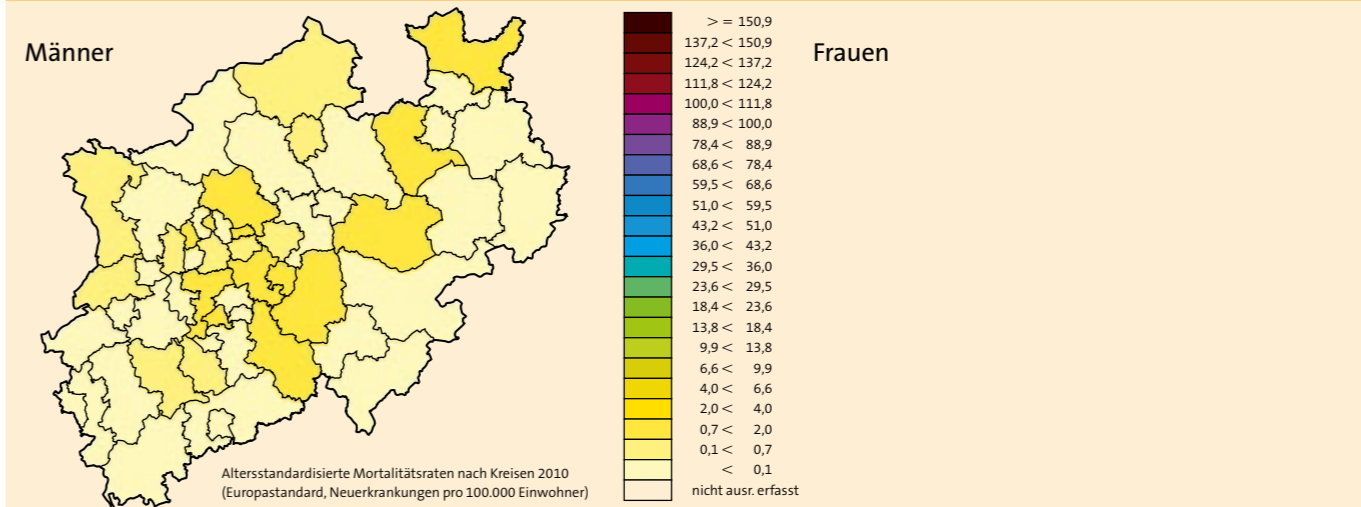 Männer
Frauen
> = 150,9
137,2 < 150,9
124,2 < 137,2
111,8 < 124,2
100,0 < 111,8
88,9 < 100,0
78,4 < 88,9
68,6 < 78,4
59,5 < 68,6
51,0 < 59,5
43,2 < 51,0
36,0 < 43,2
29,5 < 36,0
23,6 < 29,5
18,4 < 23,6
13,8 < 18,4
9,9 < 13,8
6,6 < 9,9
4,0 < 6,6
2,0 < 4,0
0,7 < 2,0
0,1 < 0,7
< 0,1
nicht ausr. erfasst
Altersstandardisierte Mortalitätsraten nach Kreisen 2010
(Europastandard, Neuerkrankungen pro 100.000 Einwohner)